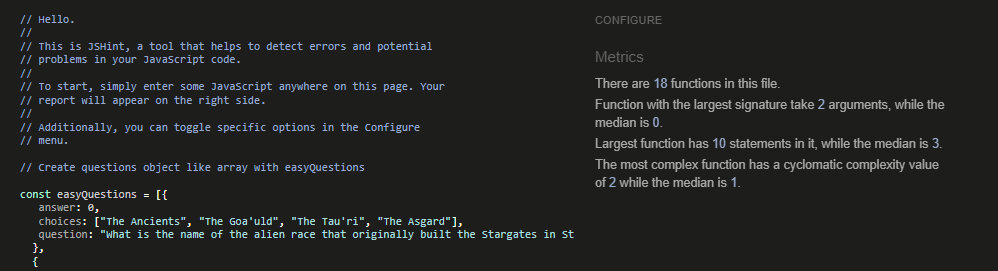 // Hello.
//
// This is JSHint, a tool that helps to detect errors and potential
// problems in your JavaScript code.
//
// To start, simply enter some JavaScript anywhere on this page. Your
// report will appear on the right side.
//
// Additionally, you can toggle specific options in the Configure
// menu.
// Create questions object like array with easyQuestions
const easyQuestions = [{
answer: 0,
choices: ["The Ancients", "The Goa'uld", "The Tau'ri", "The Asgard"],
question: "What is the name of the alien race that originally built the Stargates in St
},
{
CONFIGURE
Metrics
There are 18 functions in this file.
Function with the largest signature take 2 arguments, while the
median is 0.
Largest function has 10 statements in it, while the median is 3.
The most complex function has a cyclomatic complexity value
of 2 while the median is 1.